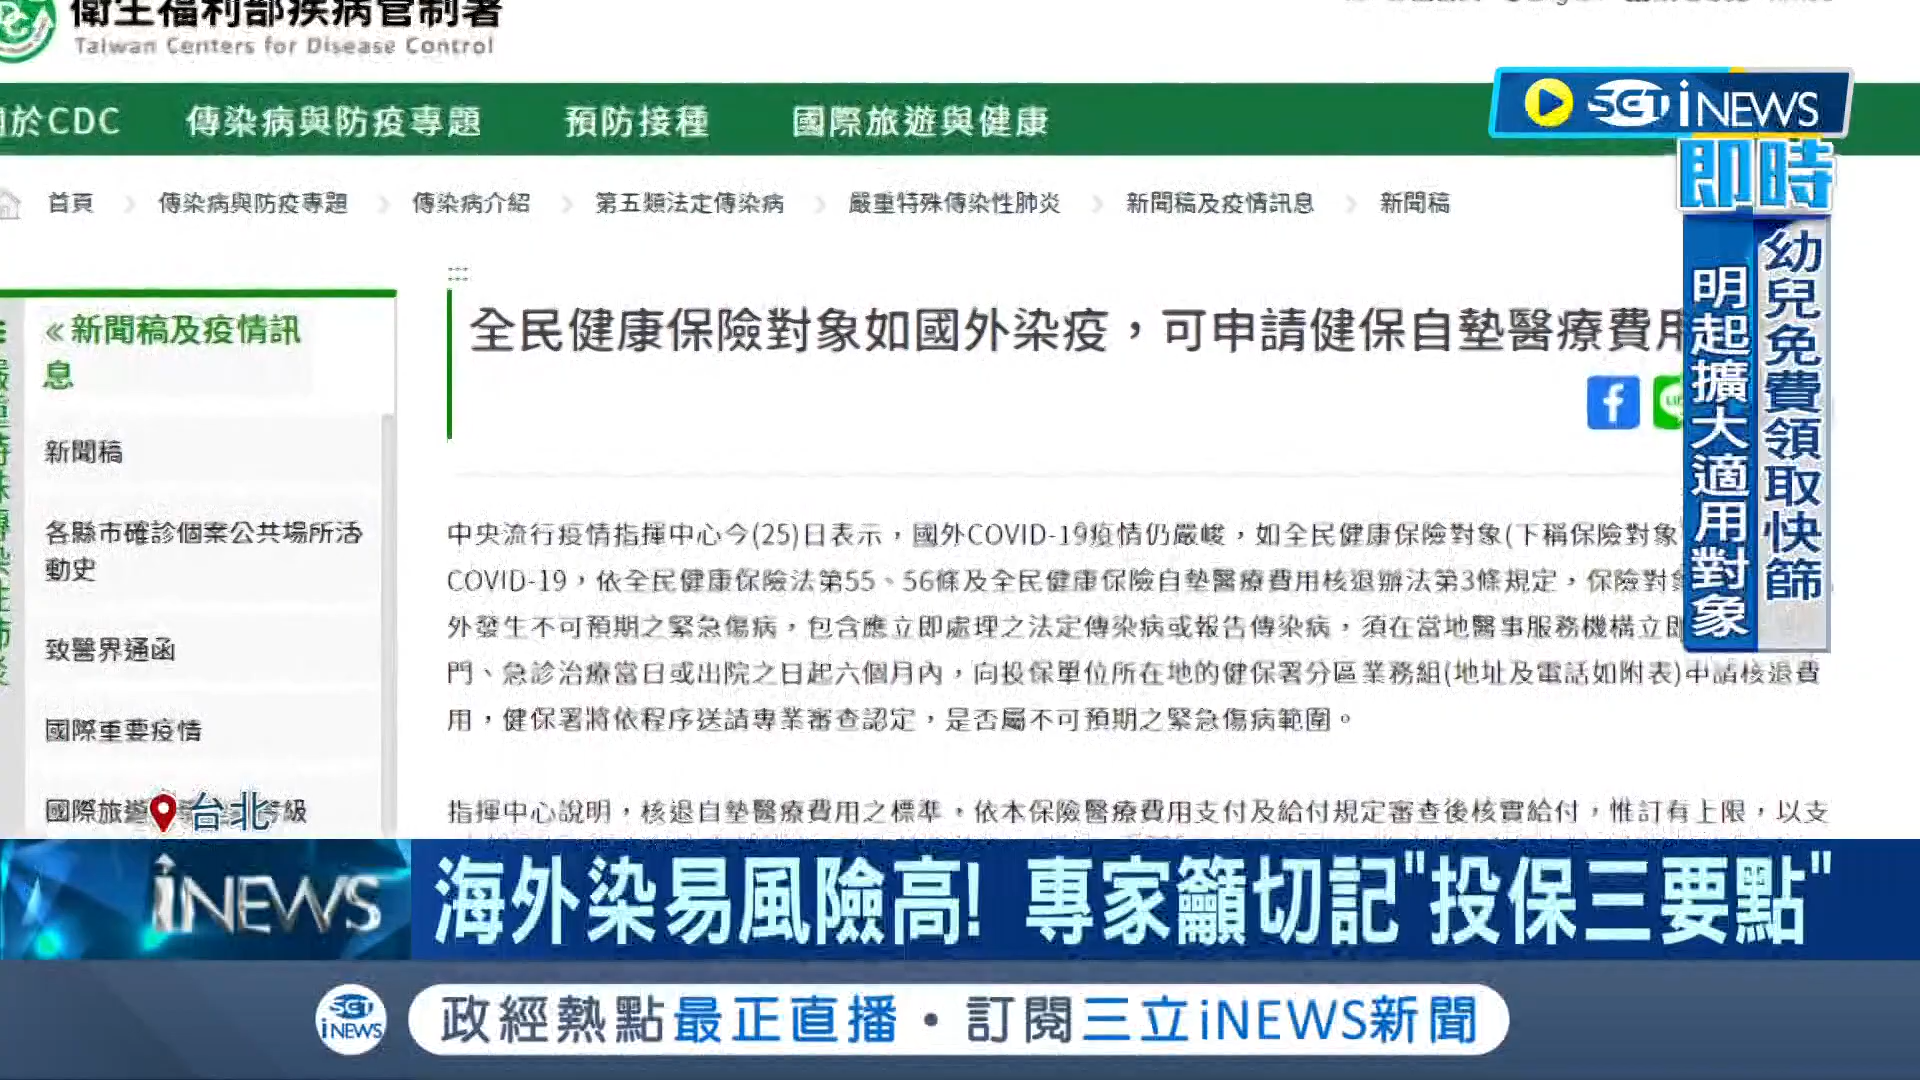 衛生福利部疾病管制署
Taiwan Centers for Disease Control
於CDC 傳染病與防疫專題 預防接種 國際旅遊與健康
SET iNEWS
即時
幼兒免費領取快篩
明起擴大適用對象
首頁 傳染病與防疫專題 傳染病介紹 第五類法定傳染病 嚴重特殊傳染性肺炎 新聞稿及疫情訊息 新聞稿
«新聞稿及疫情訊
息
新聞稿
各縣市確診個案公共場所活
動史
致醫界通函
國際重要疫情
國際旅遊 等級
全民健康保險對象如國外染疫，可申請健保自墊醫療費用
中央流行疫情指揮中心今(25)日表示，國外COVID-19疫情仍嚴峻，如全民健康保險對象(下稱保險對象
COVID-19，依全民健康保險法第55、56條及全民健康保險自墊醫療費用核退辦法第3條規定，保險對象
外發生不可預期之緊急傷病，包含應立即處理之法定傳染病或報告傳染病，須在當地醫事服務機構立即
門、急診治療當日或出院之日起六個月內，向投保單位所在地的健保署分區業務組(地址及電話如附表)申請核退費
用，健保署將依程序送請專業審查認定，是否屬不可預期之緊急傷病範圍。
指揮中心說明，核退自墊醫療費用之標準，依本保險醫療費用支付及給付規定審查後核實給付，惟訂有上限，以支
台北
iNEWS
海外染易風險高! 專家籲切記"投保三要點"
SET iNEWS
政經熱點最正直播・訂閱三立iNEWS新聞